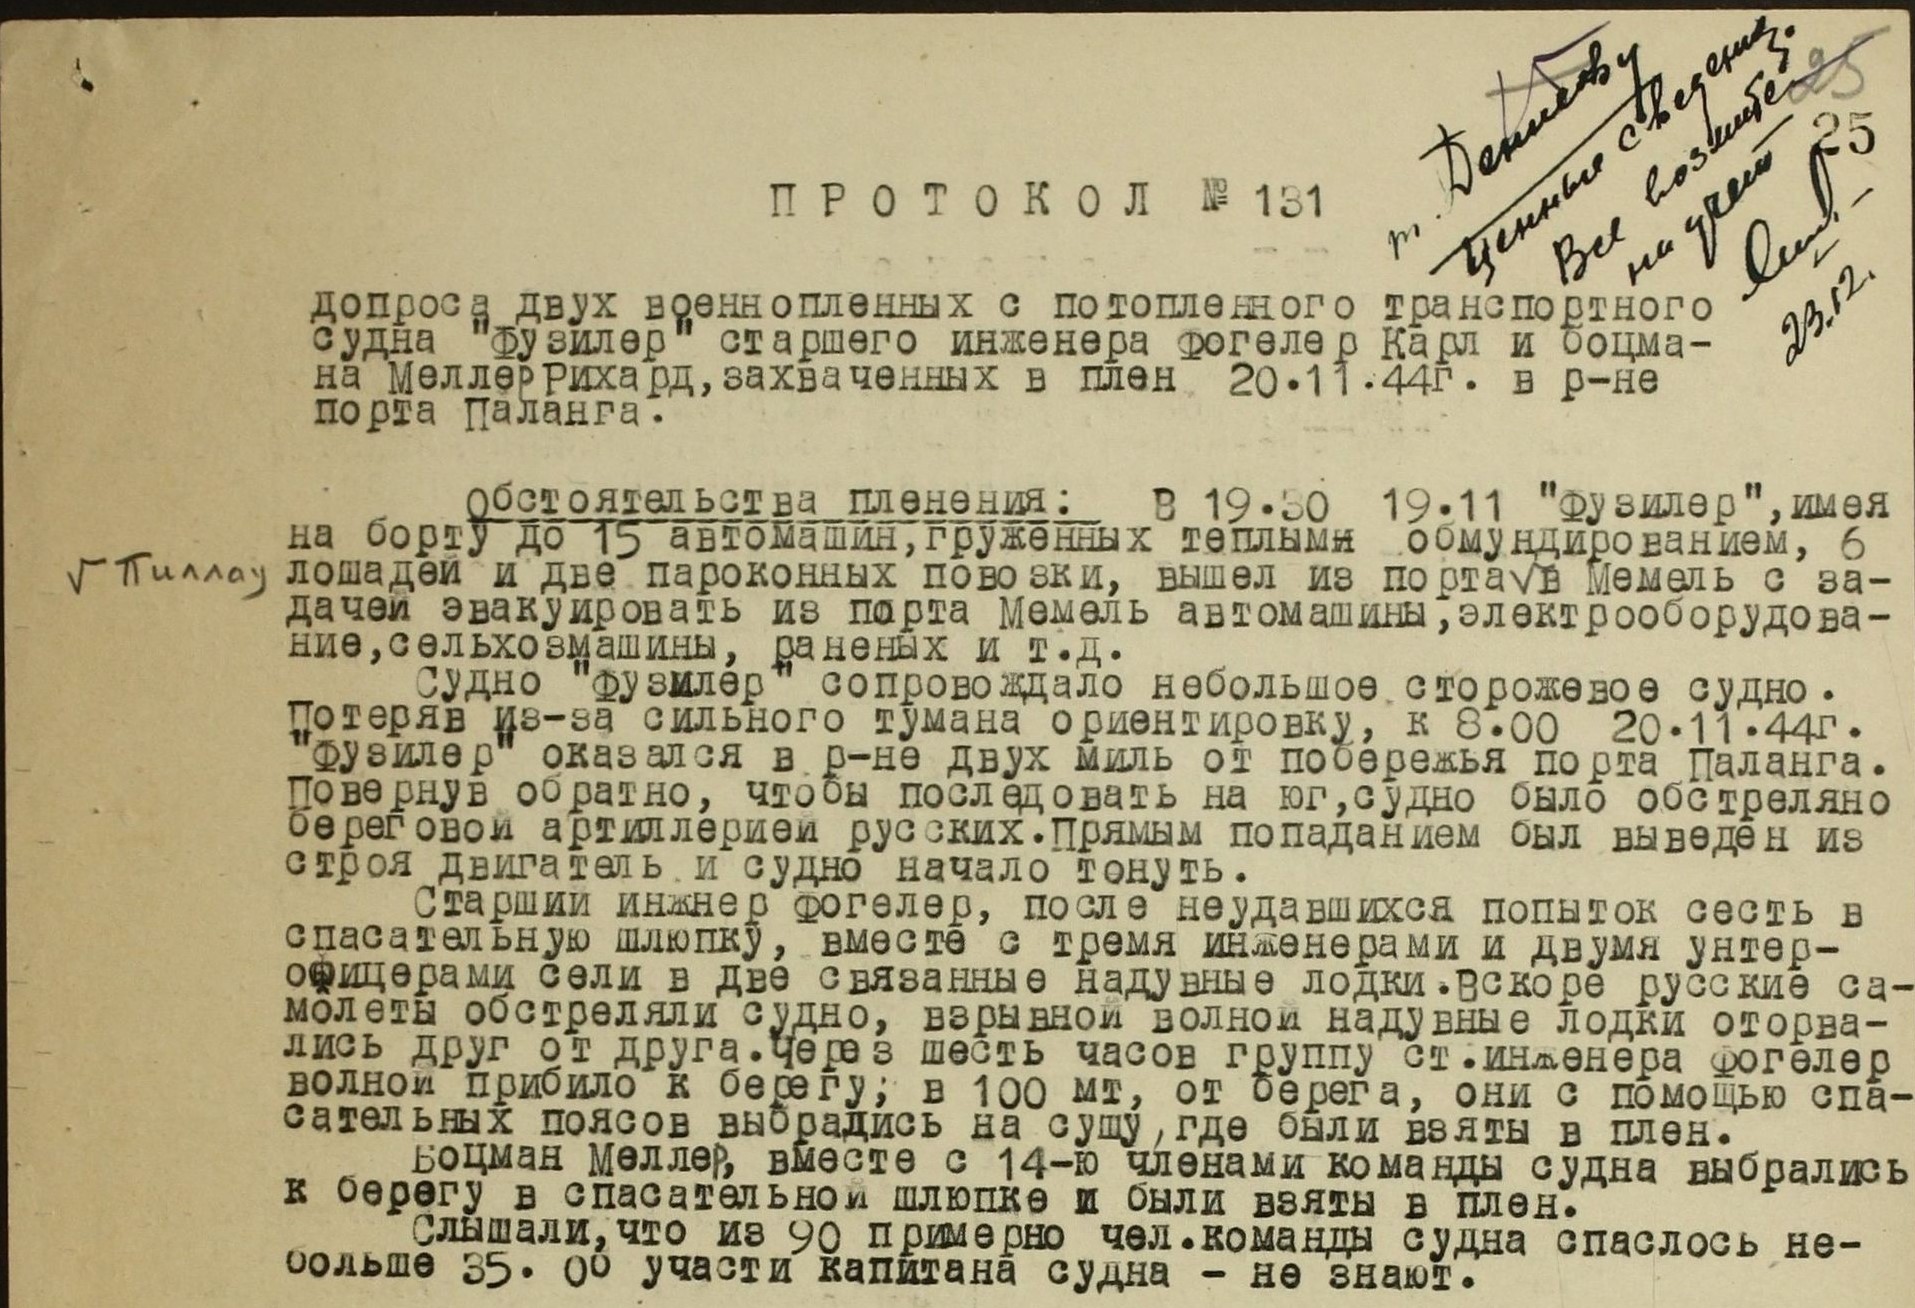 25
25
т. Деничеву
Ценные сведения.
Все возьмите
на учет
23.12.
ПРОТОКОЛ № 131
допроса двух военнопленных с потопленного транспортного
судна "Фузилер" старшего инженера Фогелер Карл и боцма-
на Меллер Рихард, захваченных в плен 20.11.44г. в р-не
порта Паланга.
Обстоятельства пленения: В 19.30 19.11 "Фузилер", имея
на борту до 15 автомашин, груженных теплыми обмундированием, 6
√ Пиллау
лошадей и две пароконных повозки, вышел из порта√в Мемель с за-
дачей эвакуировать из порта Мемель автомашины, электрооборудова-
ние, сельхозмашины, раненых и т.д.
Судно "Фузилер" сопровождало небольшое сторожевое судно.
Потеряв из-за сильного тумана ориентировку, к 8.00 20.11.44г.
"Фузилер" оказался в р-не двух миль от побережья порта Паланга.
Повернув обратно, чтобы последовать на юг, судно было обстреляно
береговой артиллерией русских. Прямым попаданием был выведен из
строя двигатель и судно начало тонуть.
Старший инжнер Фогелер, после неудавшихся попыток сесть в
спасательную шлюпку, вместе с тремя инженерами и двумя унтер-
офицерами сели в две связанные надувные лодки. Вскоре русские са-
молеты обстреляли судно, взрывной волной надувные лодки оторва-
лись друг от друга. Через шесть часов группу ст. инженера Фогелер
волной прибило к берегу; в 100 мт, от берега, они с помощью спа-
сательных поясов выбрались на сушу, где были взяты в плен.
Боцман Меллер, вместе с 14-ю членами команды судна выбрались
к берегу в спасательной шлюпке и были взяты в плен.
Слышали, что из 90 примерно чел. команды судна спаслось не-
больше 35. Об участи капитана судна - не знают.